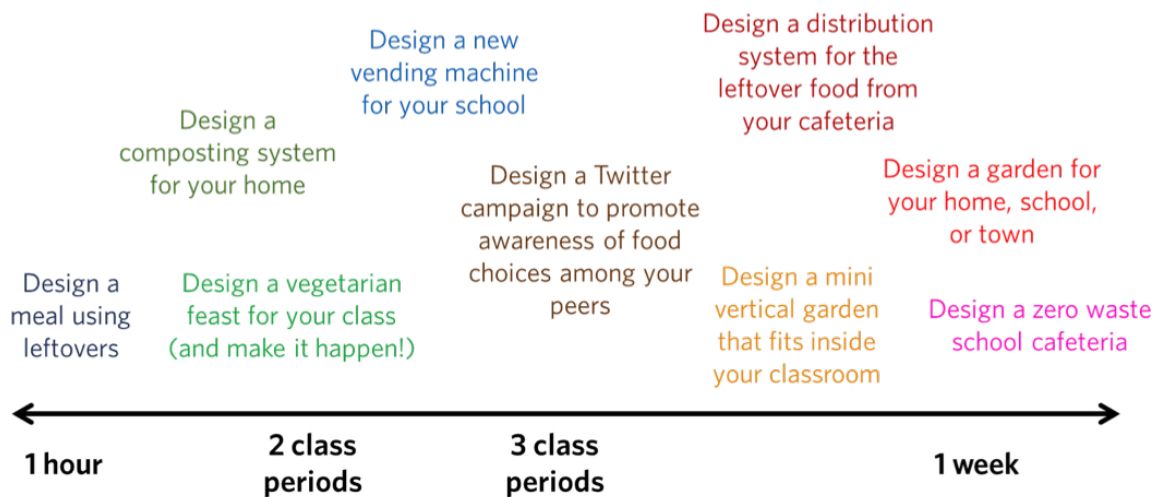 Design a new
vending machine
for your school
Design a distribution
system for the
leftover food from
your cafeteria
Design a
composting system
for your home
Design a Twitter
campaign to promote
awareness of food
choices among your
peers
Design a garden for
your home, school,
or town
Design a
meal using
leftovers
Design a vegetarian
feast for your class
(and make it happen!)
Design a mini
vertical garden
that fits inside
your classroom
Design a zero waste
school cafeteria
1 hour
2 class
periods
3 class
periods
1 week